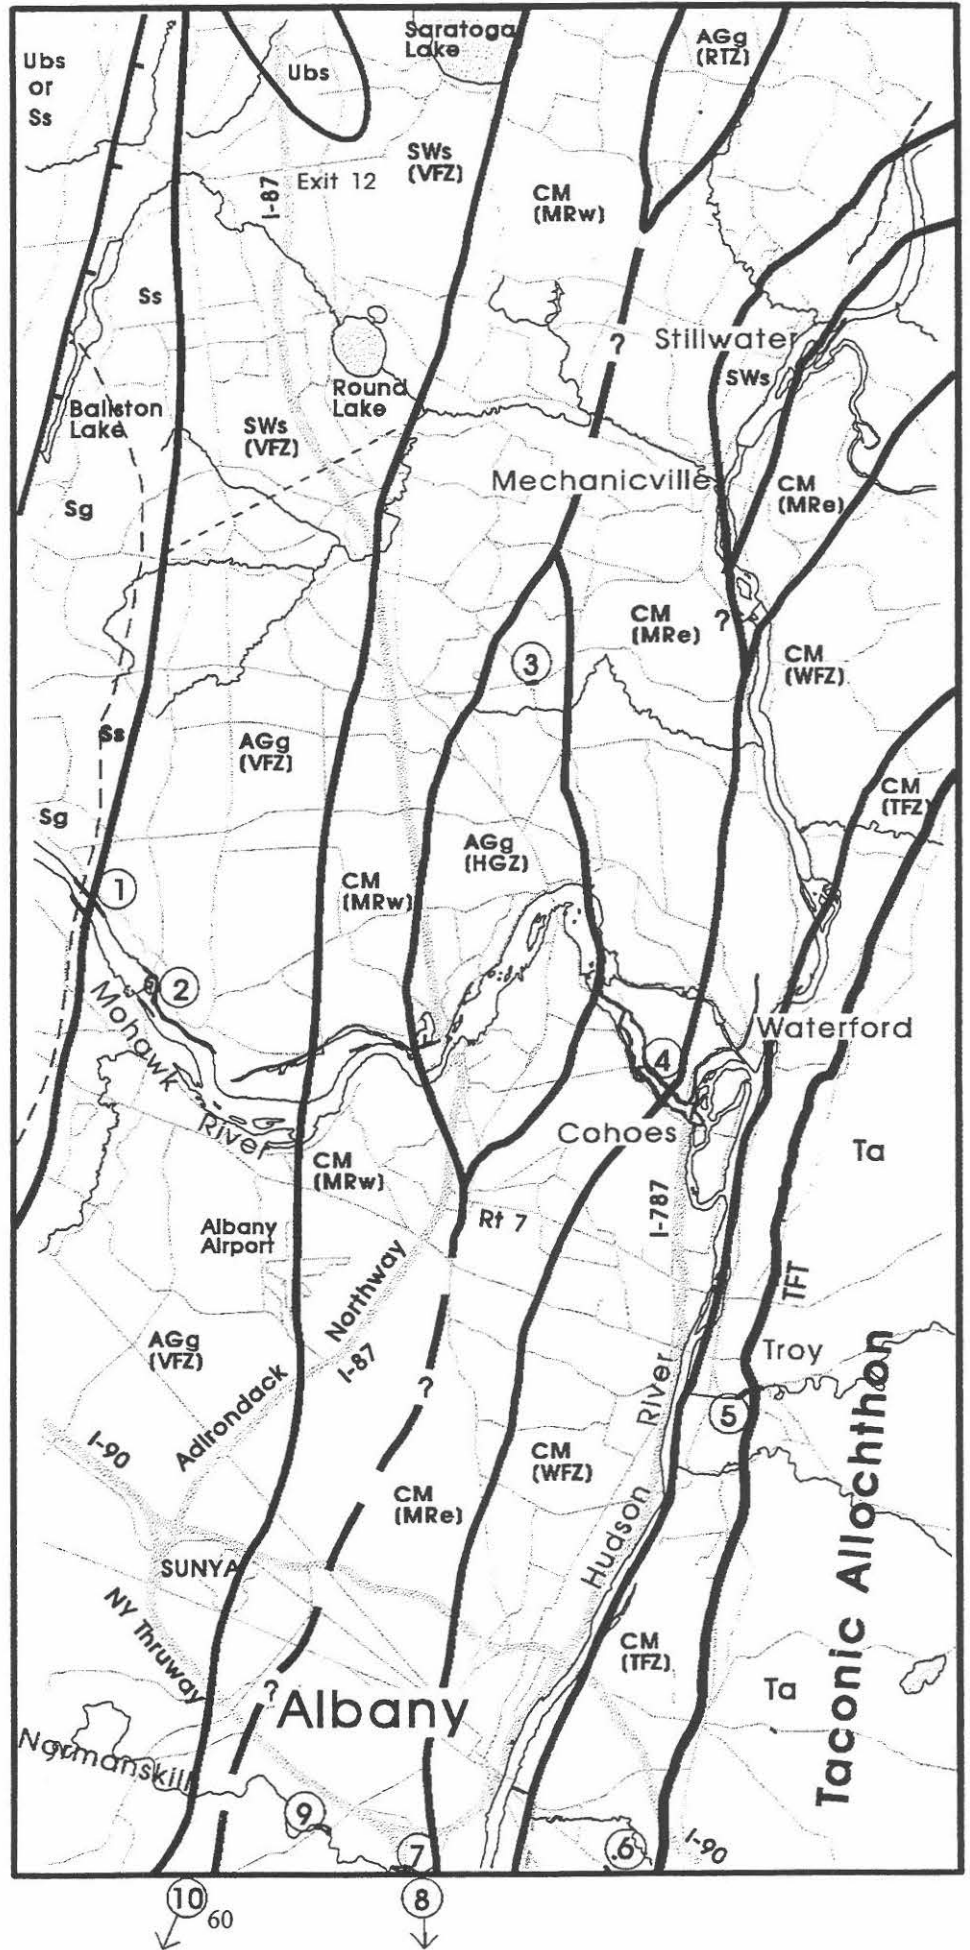 Ubs
or
Ss
Ubs
Saratoga
Lake
AGg
(RTZ)
SWs
(VFZ)
Exit 12
I-87
CM
(MRw)
Ss
?
Stillwater
SWs
Round
Lake
Ballston
Lake
SWs
(VFZ)
Mechanicville
CM
(MRe)
Sg
3
CM
(MRe)
?
CM
(WFZ)
Ss
AGg
(VFZ)
CM
(TFZ)
Sg
AGg
(HGZ)
1
CM
(MRw)
2
Mohawk
River
Waterford
4
Cohoes
Ta
CM
(MRw)
I-787
Rt 7
Albany
Airport
Northway
TFT
AGg
(VFZ)
I-87
Troy
?
Adirondack
River
5
I-90
CM
(WFZ)
CM
(MRe)
Hudson
Taconic Allochthon
SUNYA
NY Thruway
CM
(TFZ)
?
Albany
Ta
Normanskill
9
7
6
I-90
10
60
8